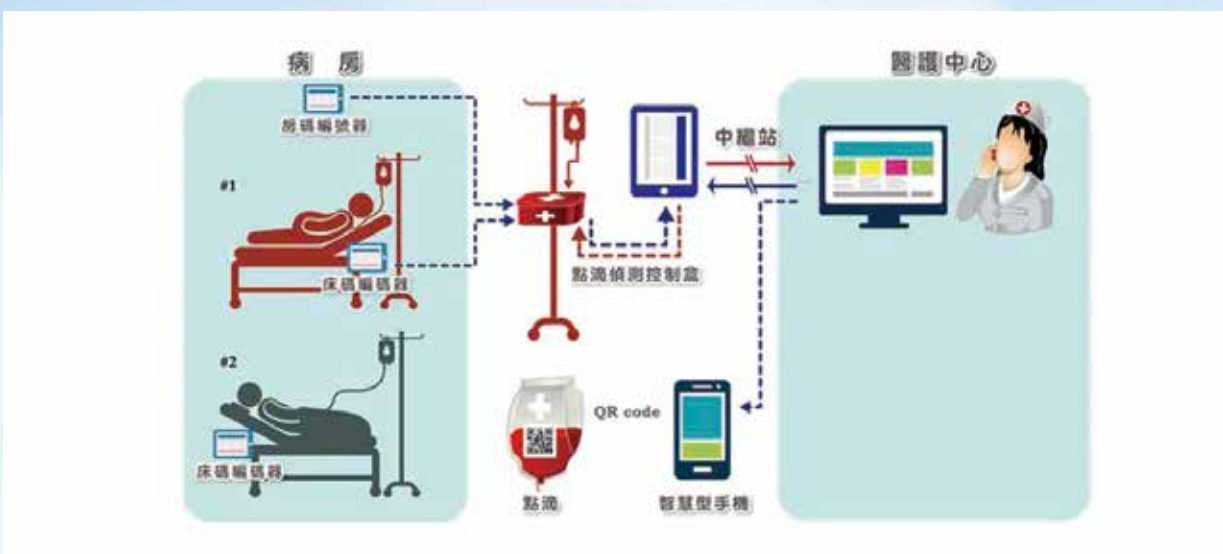 病 房
醫護中心
房碼編號器
#1
床碼編碼器
#2
床碼編碼器
點滴偵測控制盒
中繼站
QR code
點滴
智慧型手機